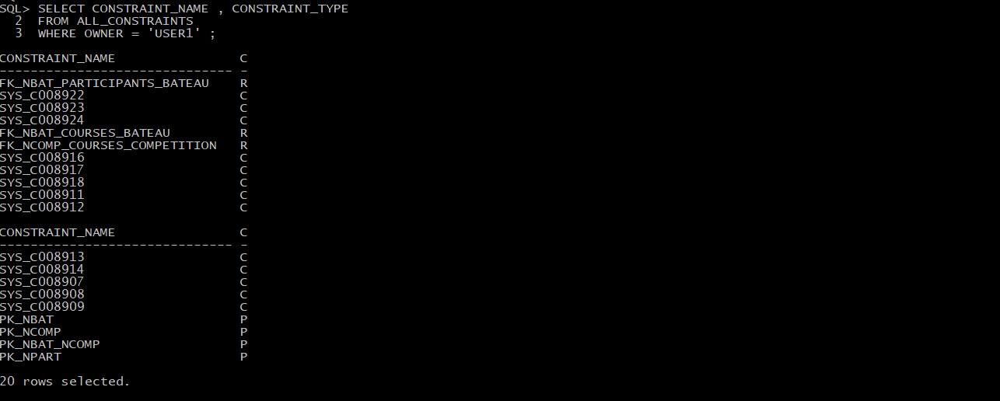 SQL> SELECT CONSTRAINT_NAME , CONSTRAINT_TYPE
2 FROM ALL_CONSTRAINTS
3 WHERE OWNER = 'USER1' ;
CONSTRAINT_NAME C
------------------------------ -
FK_NBAT_PARTICIPANTS_BATEAU R
SYS_C008922 C
SYS_C008923 C
SYS_C008924 C
FK_NBAT_COURSES_BATEAU R
FK_NCOMP_COURSES_COMPETITION R
SYS_C008916 C
SYS_C008917 C
SYS_C008918 C
SYS_C008911 C
SYS_C008912 C
CONSTRAINT_NAME C
------------------------------ -
SYS_C008913 C
SYS_C008914 C
SYS_C008907 C
SYS_C008908 C
SYS_C008909 C
PK_NBAT P
PK_NCOMP P
PK_NBAT_NCOMP P
PK_NPART P
20 rows selected.